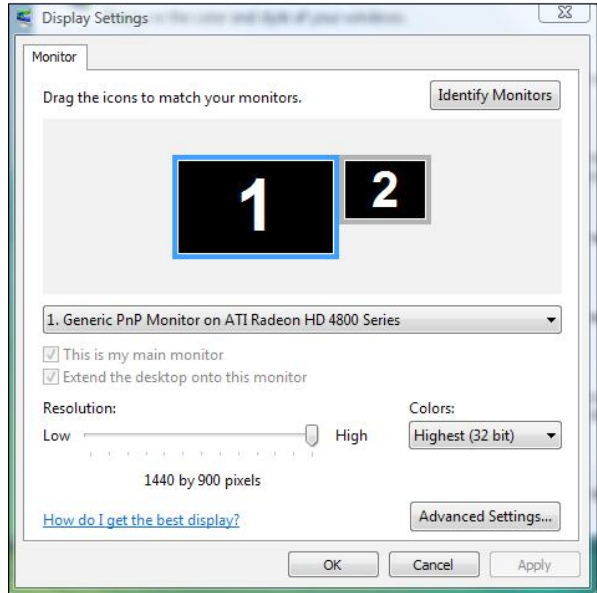 Display Settings
Monitor
Drag the icons to match your monitors.
Identify Monitors
1
2
1. Generic PnP Monitor on ATI Radeon HD 4800 Series
This is my main monitor
Extend the desktop onto this monitor
Resolution:
Colors:
Low
High
Highest (32 bit)
1440 by 900 pixels
How do I get the best display?
Advanced Settings...
OK
Cancel
Apply